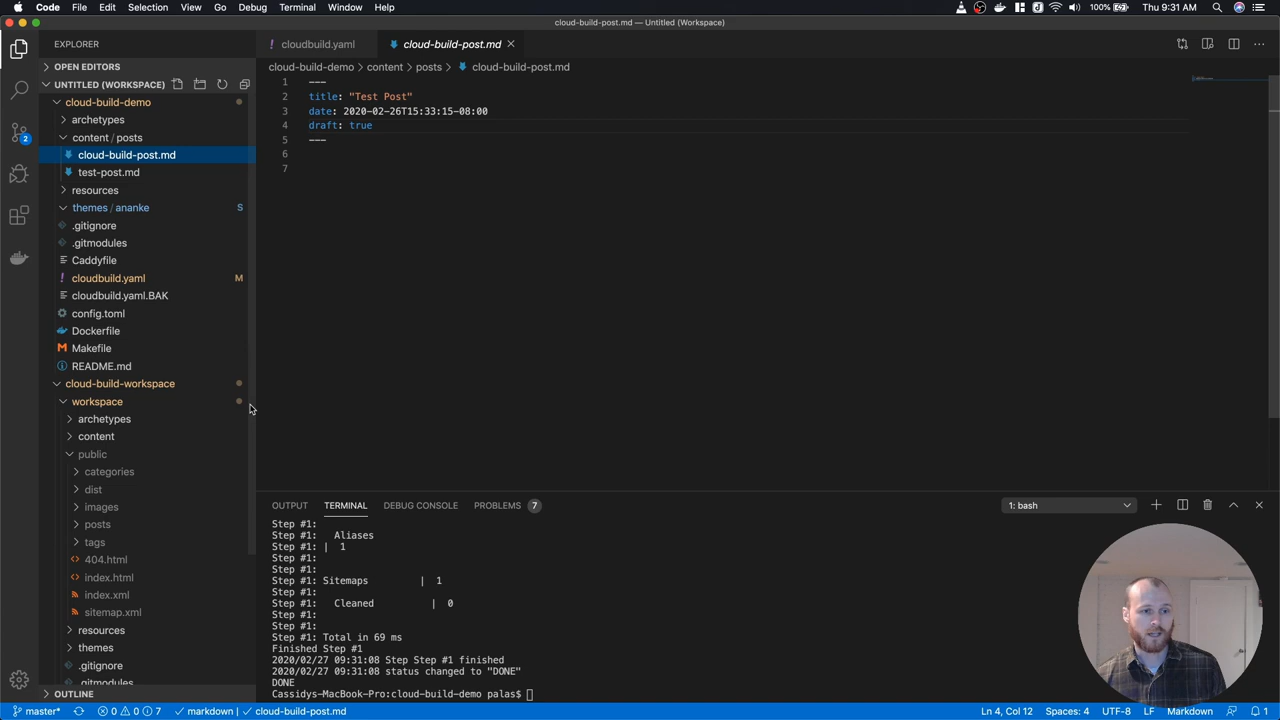 Code File Edit Selection View Go Debug Terminal Window Help 100% Thu 9:31 AM
cloud-build-post.md — Untitled (Workspace)
EXPLORER
OPEN EDITORS
UNTITLED (WORKSPACE)
cloud-build-demo
archetypes
content / posts
cloud-build-post.md
test-post.md
resources
themes / ananke S
.gitignore
.gitmodules
Caddyfile
cloudbuild.yaml M
cloudbuild.yaml.BAK
config.toml
Dockerfile
Makefile
README.md
cloud-build-workspace
workspace
archetypes
content
public
categories
dist
images
posts
tags
404.html
index.html
index.xml
sitemap.xml
resources
themes
.gitignore
.gitmodules
OUTLINE
2
! cloudbuild.yaml cloud-build-post.md
cloud-build-demo > content > posts > cloud-build-post.md
1 ---
2 title: "Test Post"
3 date: 2020-02-26T15:33:15-08:00
4 draft: true
5 ---
6
7
OUTPUT TERMINAL DEBUG CONSOLE PROBLEMS 7 1: bash
Step #1:
Step #1: Aliases
Step #1: | 1
Step #1:
Step #1:
Step #1: Sitemaps | 1
Step #1:
Step #1: Cleaned | 0
Step #1:
Step #1:
Step #1: Total in 69 ms
Finished Step #1
2020/02/27 09:31:08 Step Step #1 finished
2020/02/27 09:31:08 status changed to "DONE"
DONE
Cassidys-MacBook-Pro:cloud-build-demo palas$
master* 0 0 7 markdown | cloud-build-post.md Ln 4, Col 12 Spaces: 4 UTF-8 LF Markdown 1